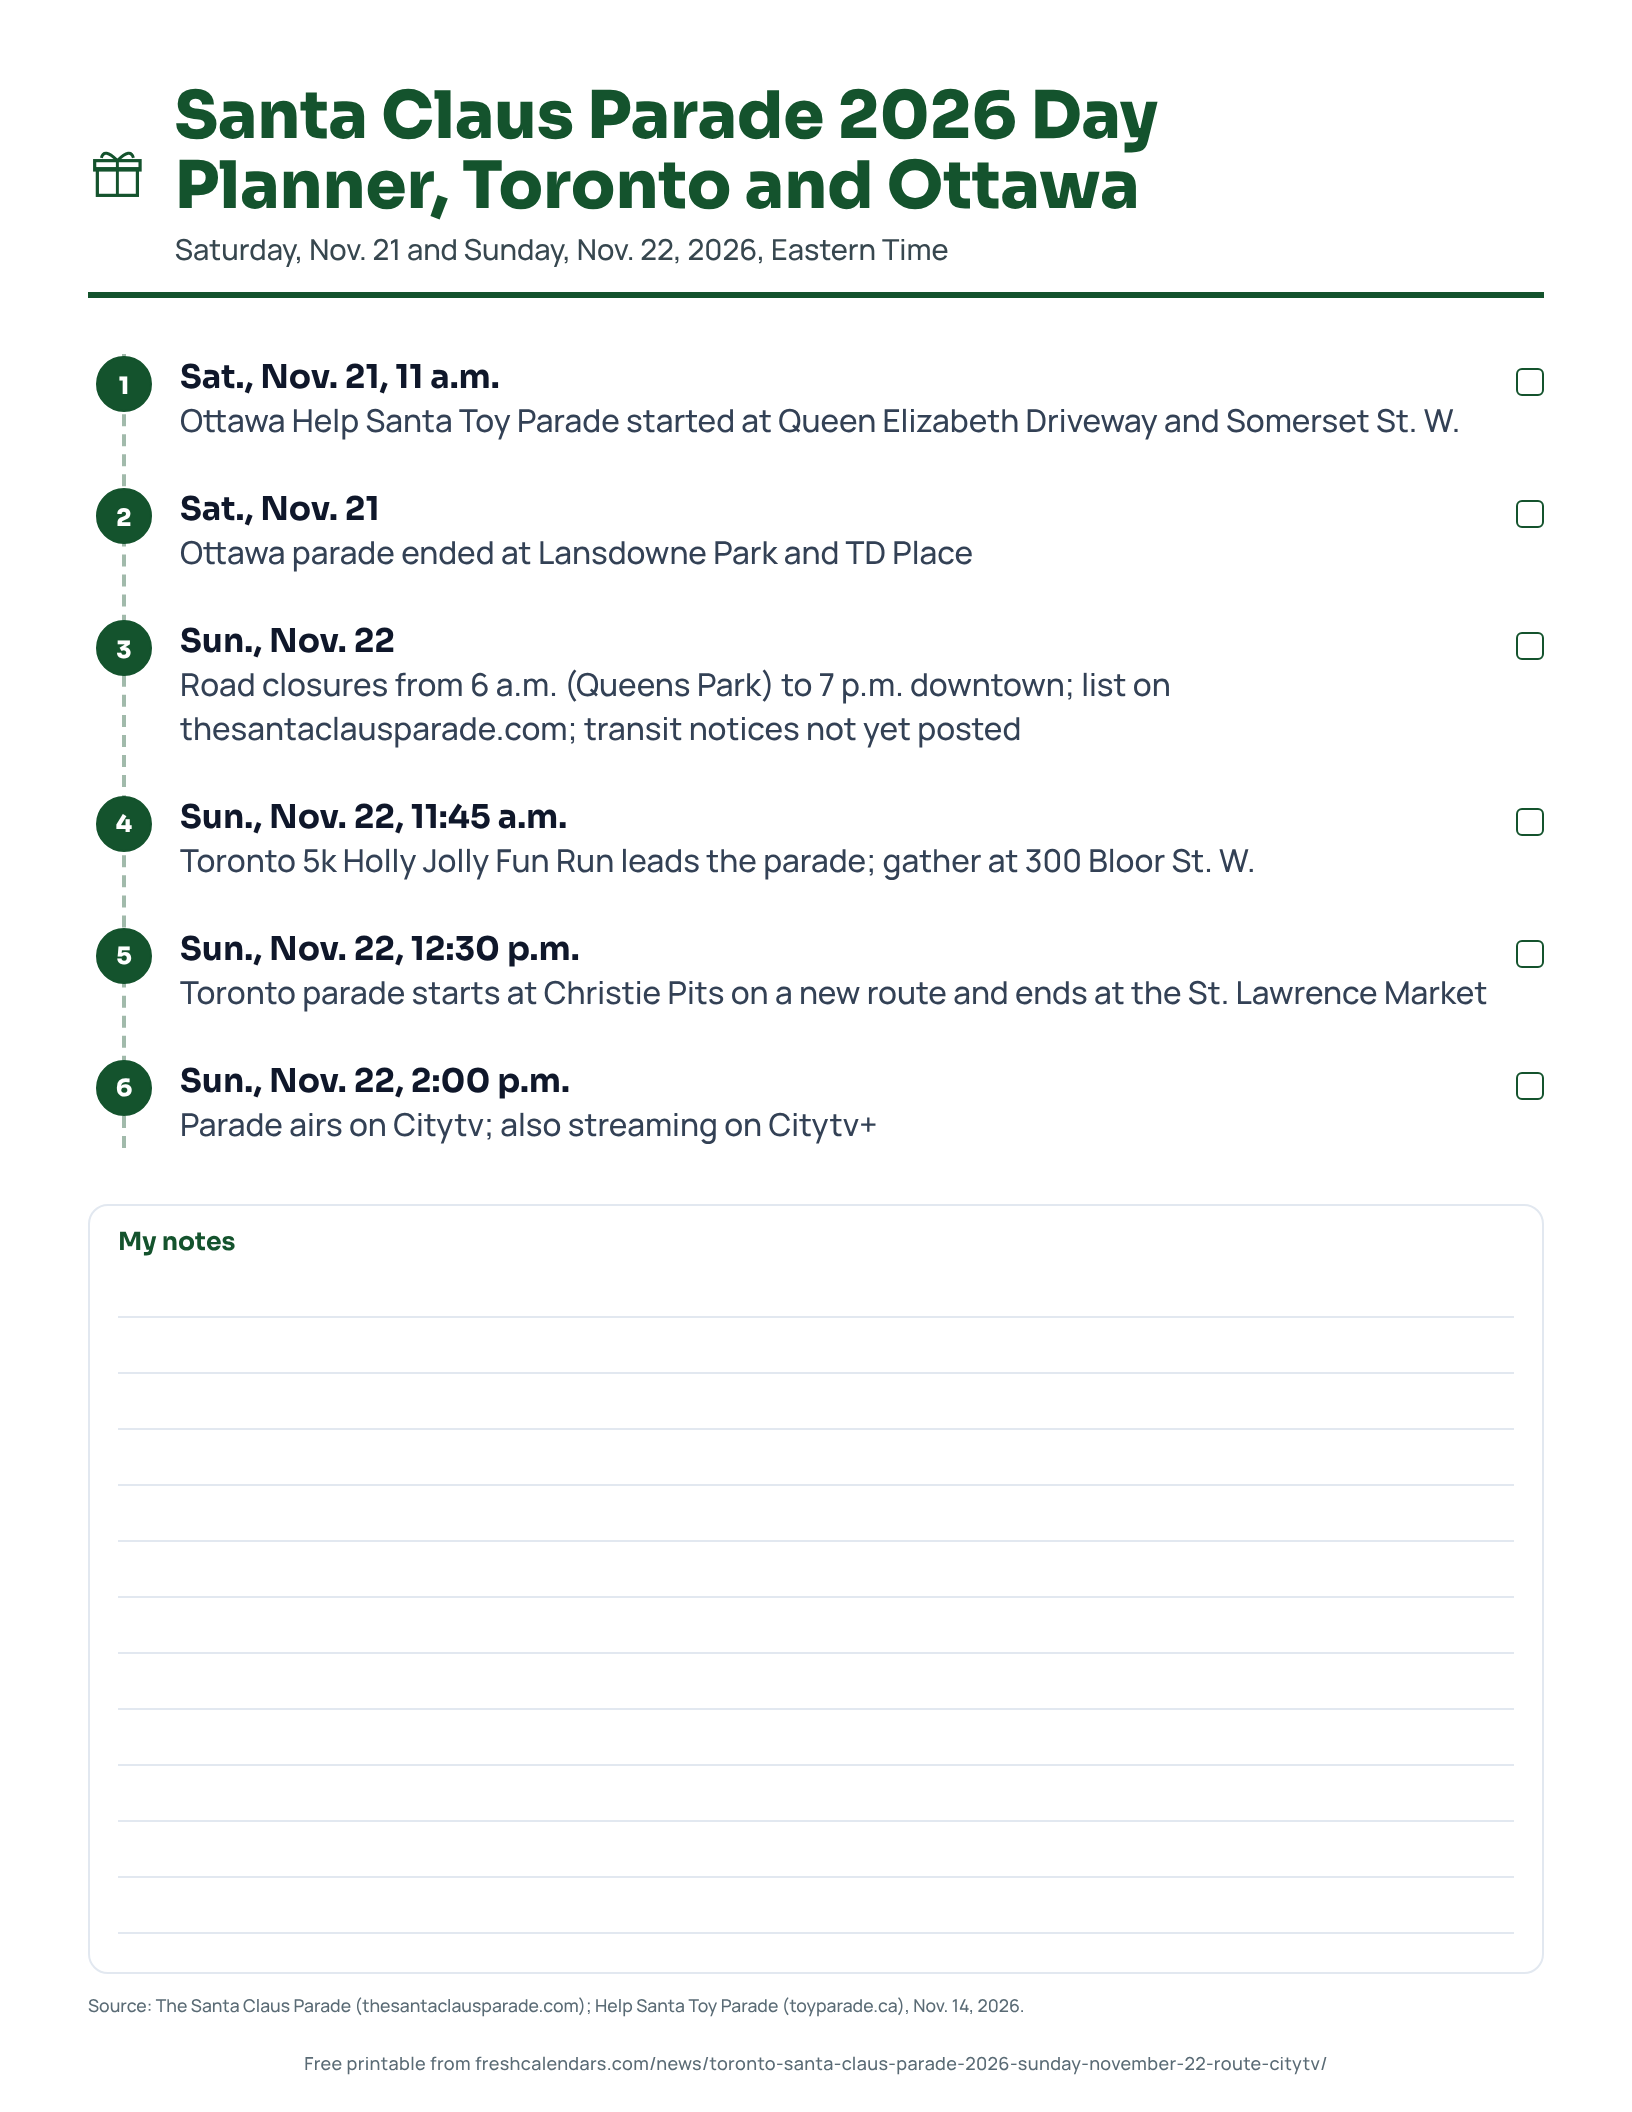 Santa Claus Parade 2026 Day
Planner, Toronto and Ottawa
Saturday, Nov. 21 and Sunday, Nov. 22, 2026, Eastern Time
1
Sat., Nov. 21, 11 a.m.
Ottawa Help Santa Toy Parade started at Queen Elizabeth Driveway and Somerset St. W.
2
Sat., Nov. 21
Ottawa parade ended at Lansdowne Park and TD Place
3
Sun., Nov. 22
Road closures from 6 a.m. (Queens Park) to 7 p.m. downtown; list on
thesantaclausparade.com; transit notices not yet posted
4
Sun., Nov. 22, 11:45 a.m.
Toronto 5k Holly Jolly Fun Run leads the parade; gather at 300 Bloor St. W.
5
Sun., Nov. 22, 12:30 p.m.
Toronto parade starts at Christie Pits on a new route and ends at the St. Lawrence Market
6
Sun., Nov. 22, 2:00 p.m.
Parade airs on Citytv; also streaming on Citytv+
My notes
Source: The Santa Claus Parade (thesantaclausparade.com); Help Santa Toy Parade (toyparade.ca), Nov. 14, 2026.
Free printable from freshcalendars.com/news/toronto-santa-claus-parade-2026-sunday-november-22-route-citytv/